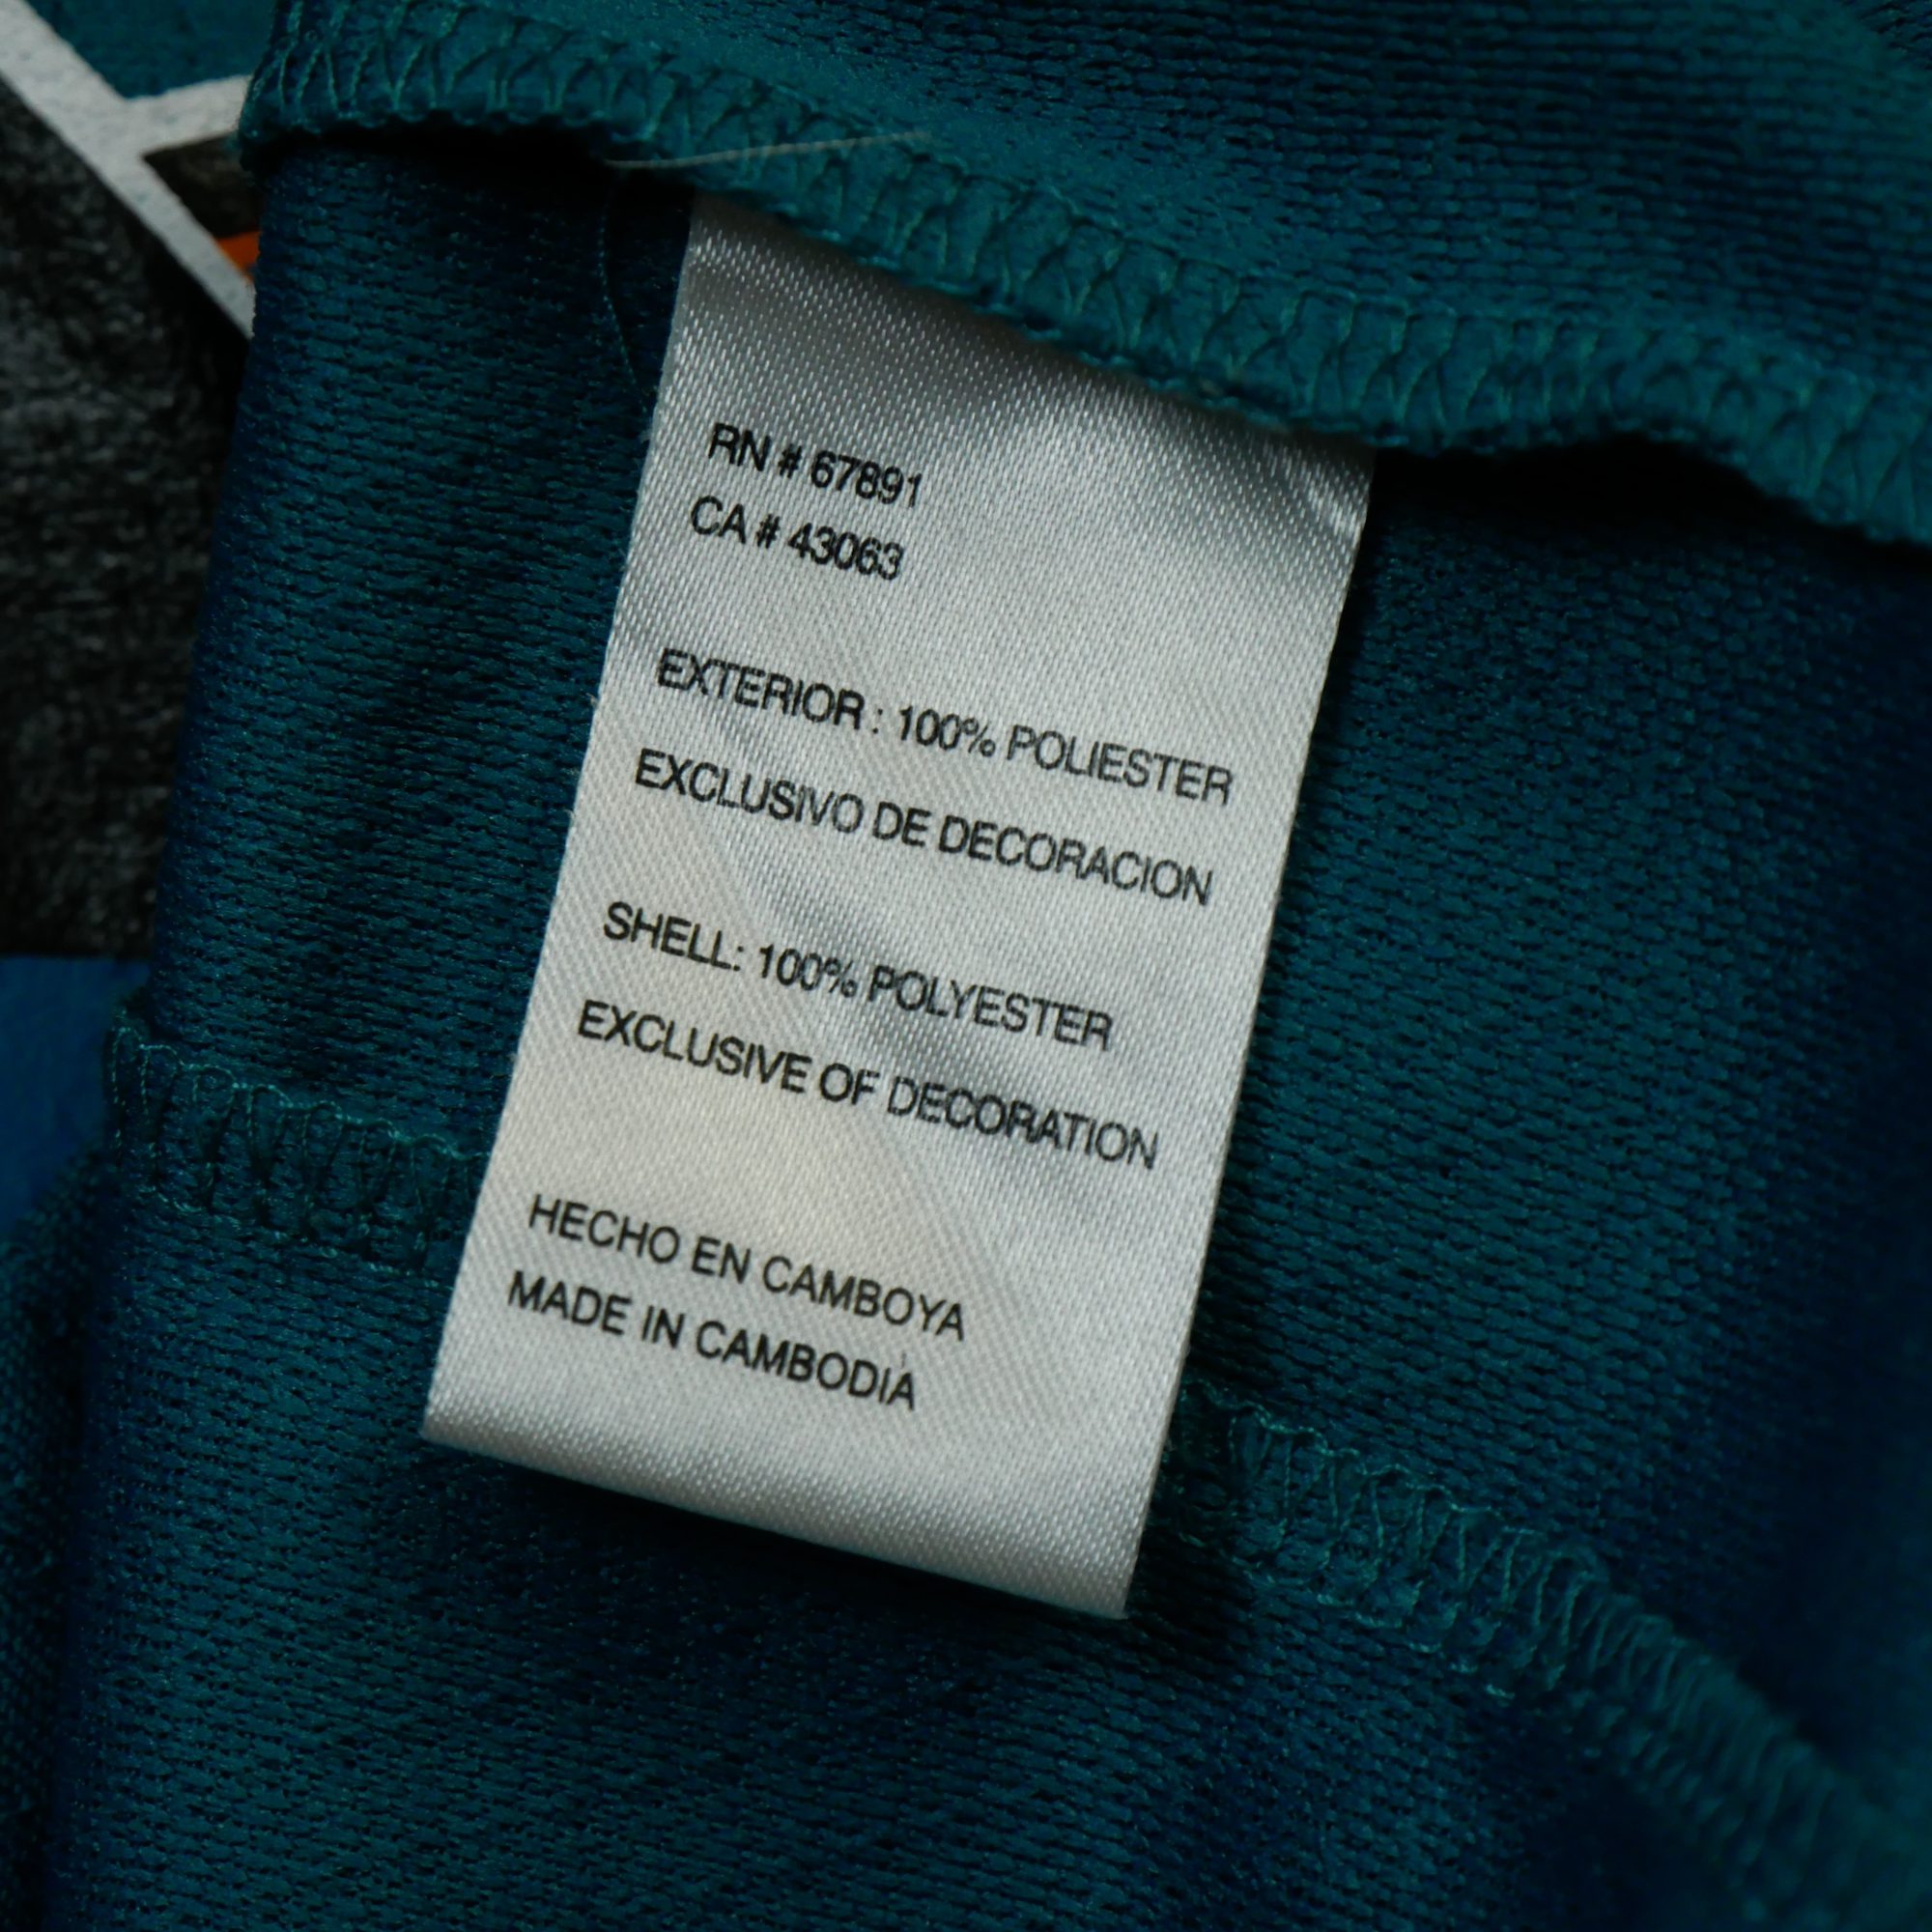 RN # 67891
CA # 43063
EXTERIOR : 100% POLIESTER
EXCLUSIVO DE DECORACION
SHELL: 100% POLYESTER
EXCLUSIVE OF DECORATION
HECHO EN CAMBOYA
MADE IN CAMBODIA